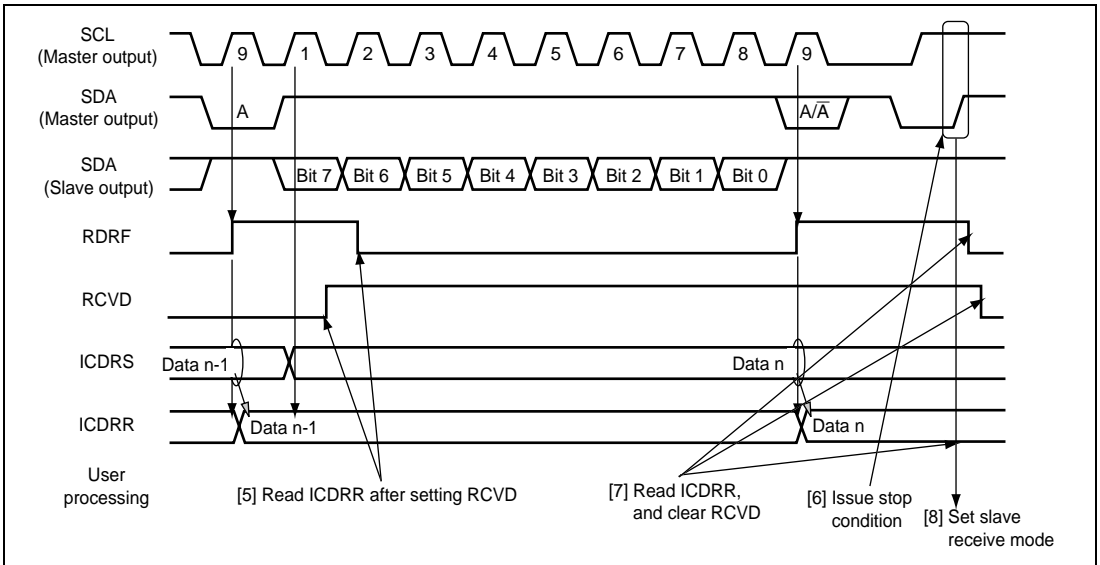 SCL
(Master output)
9 1 2 3 4 5 6 7 8 9
SDA
(Master output)
A A/A̅
SDA
(Slave output)
Bit 7 Bit 6 Bit 5 Bit 4 Bit 3 Bit 2 Bit 1 Bit 0
RDRF
RCVD
ICDRS
Data n-1 Data n
ICDRR
Data n-1 Data n
User
processing
[5] Read ICDRR after setting RCVD
[7] Read ICDRR,
and clear RCVD
[6] Issue stop
condition
[8] Set slave
receive mode